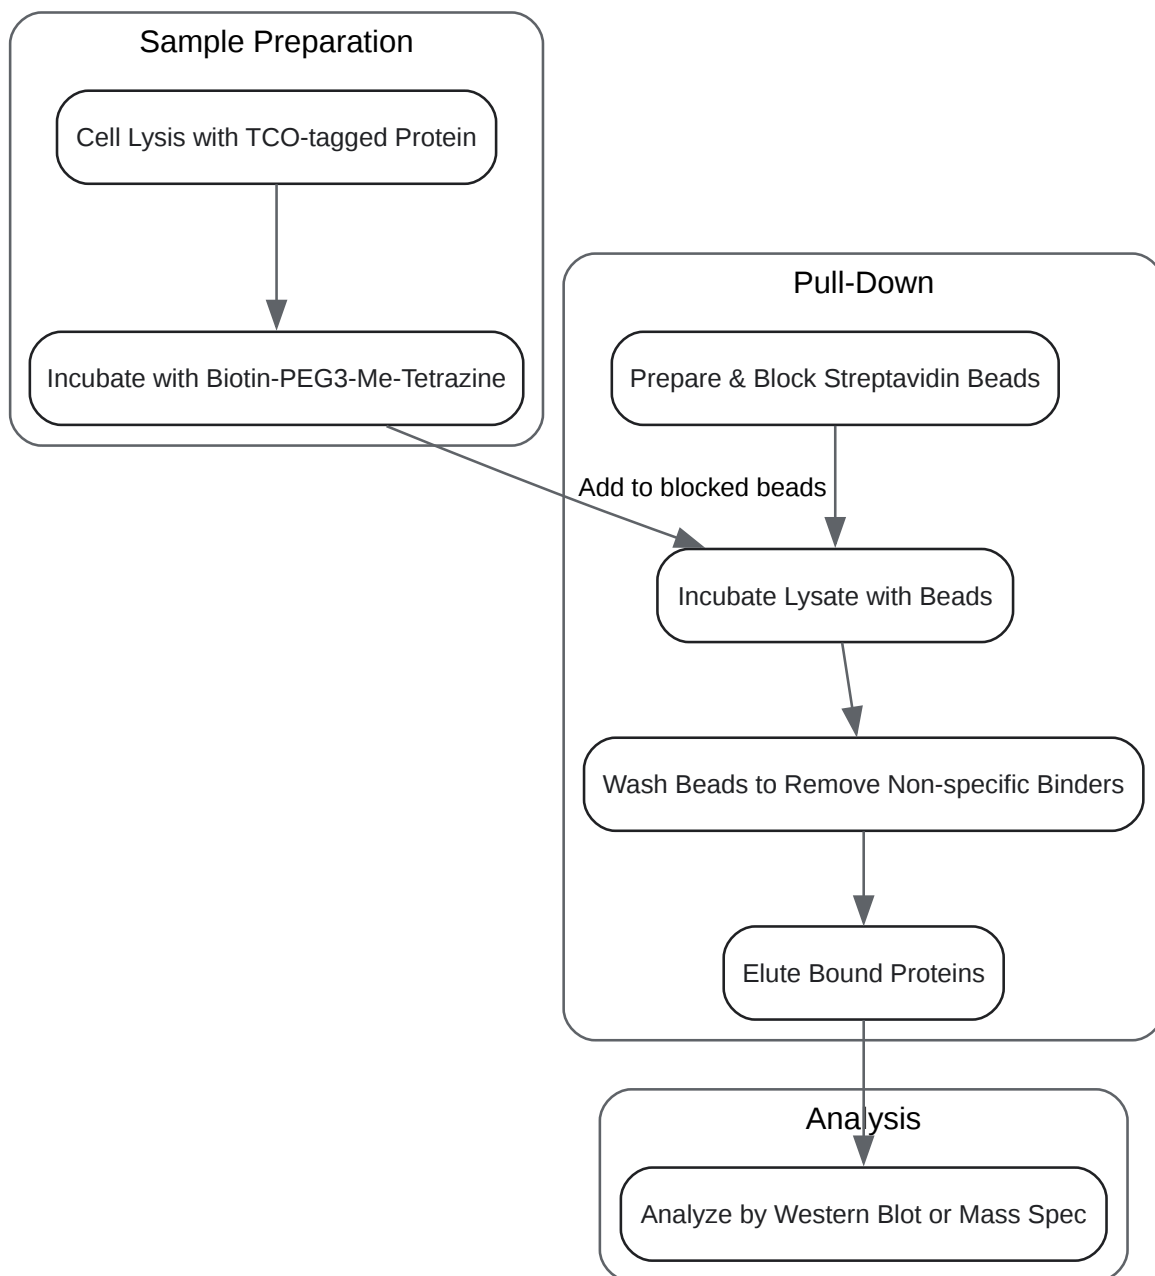 Sample Preparation
Cell Lysis with TCO-tagged Protein
Incubate with Biotin-PEG3-Me-Tetrazine
Pull-Down
Prepare & Block Streptavidin Beads
Add to blocked beads
Incubate Lysate with Beads
Wash Beads to Remove Non-specific Binders
Elute Bound Proteins
Analysis
Analyze by Western Blot or Mass Spec